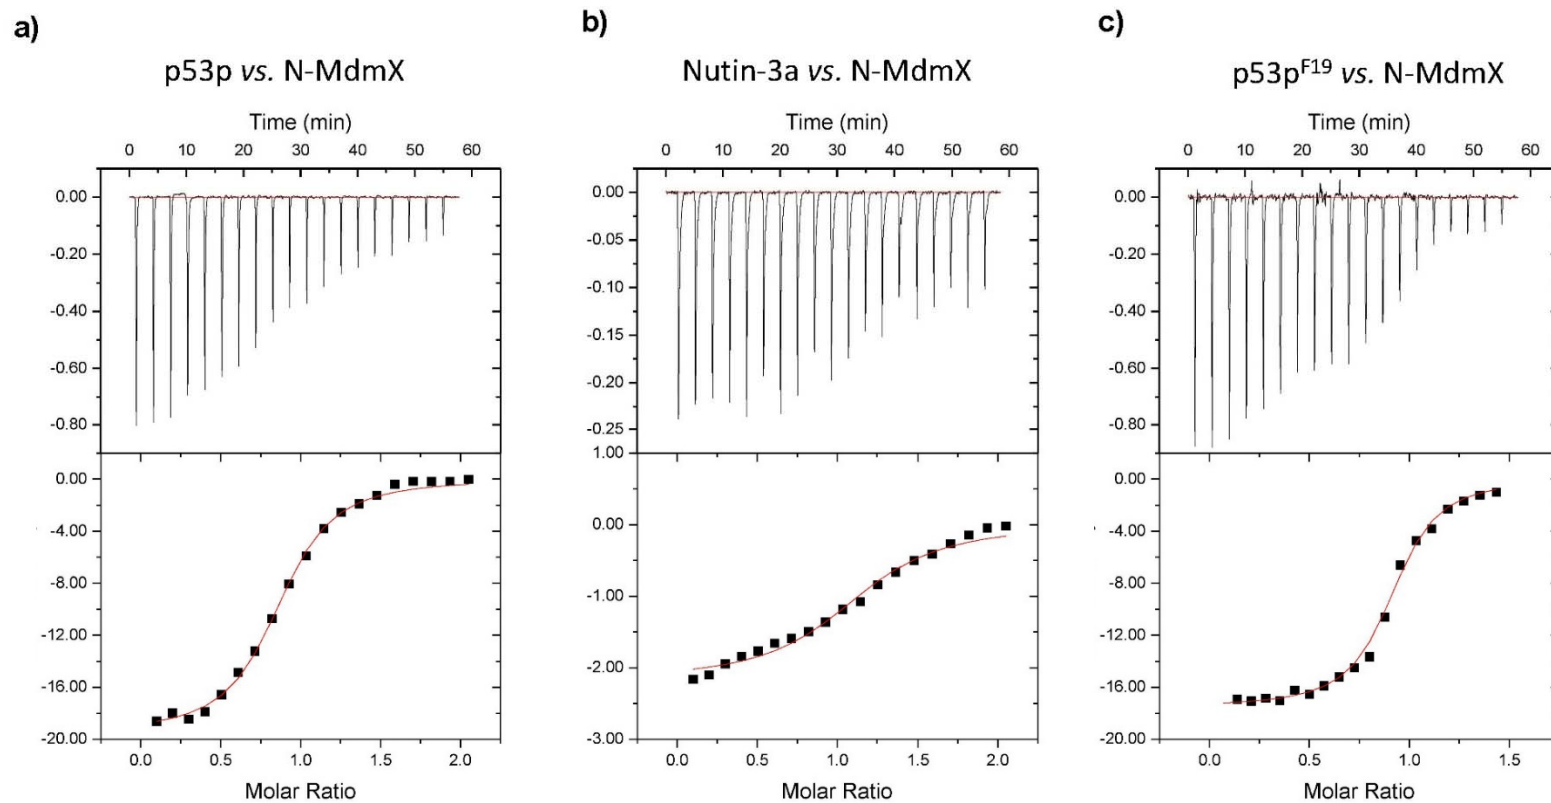 a)
p53p vs. N-MdmX
Time (min)
0 10 20 30 40 50 60
0.00
-0.20
-0.40
-0.60
-0.80
0.00
-4.00
-8.00
-12.00
-16.00
-20.00
0.0 0.5 1.0 1.5 2.0
Molar Ratio
b)
Nutin-3a vs. N-MdmX
Time (min)
0 10 20 30 40 50 60
0.00
-0.05
-0.10
-0.15
-0.20
-0.25
1.00
0.00
-1.00
-2.00
-3.00
0.0 0.5 1.0 1.5 2.0
Molar Ratio
c)
p53pF19 vs. N-MdmX
Time (min)
0 10 20 30 40 50 60
0.00
-0.20
-0.40
-0.60
-0.80
0.00
-4.00
-8.00
-12.00
-16.00
-20.00
0.0 0.5 1.0 1.5
Molar Ratio